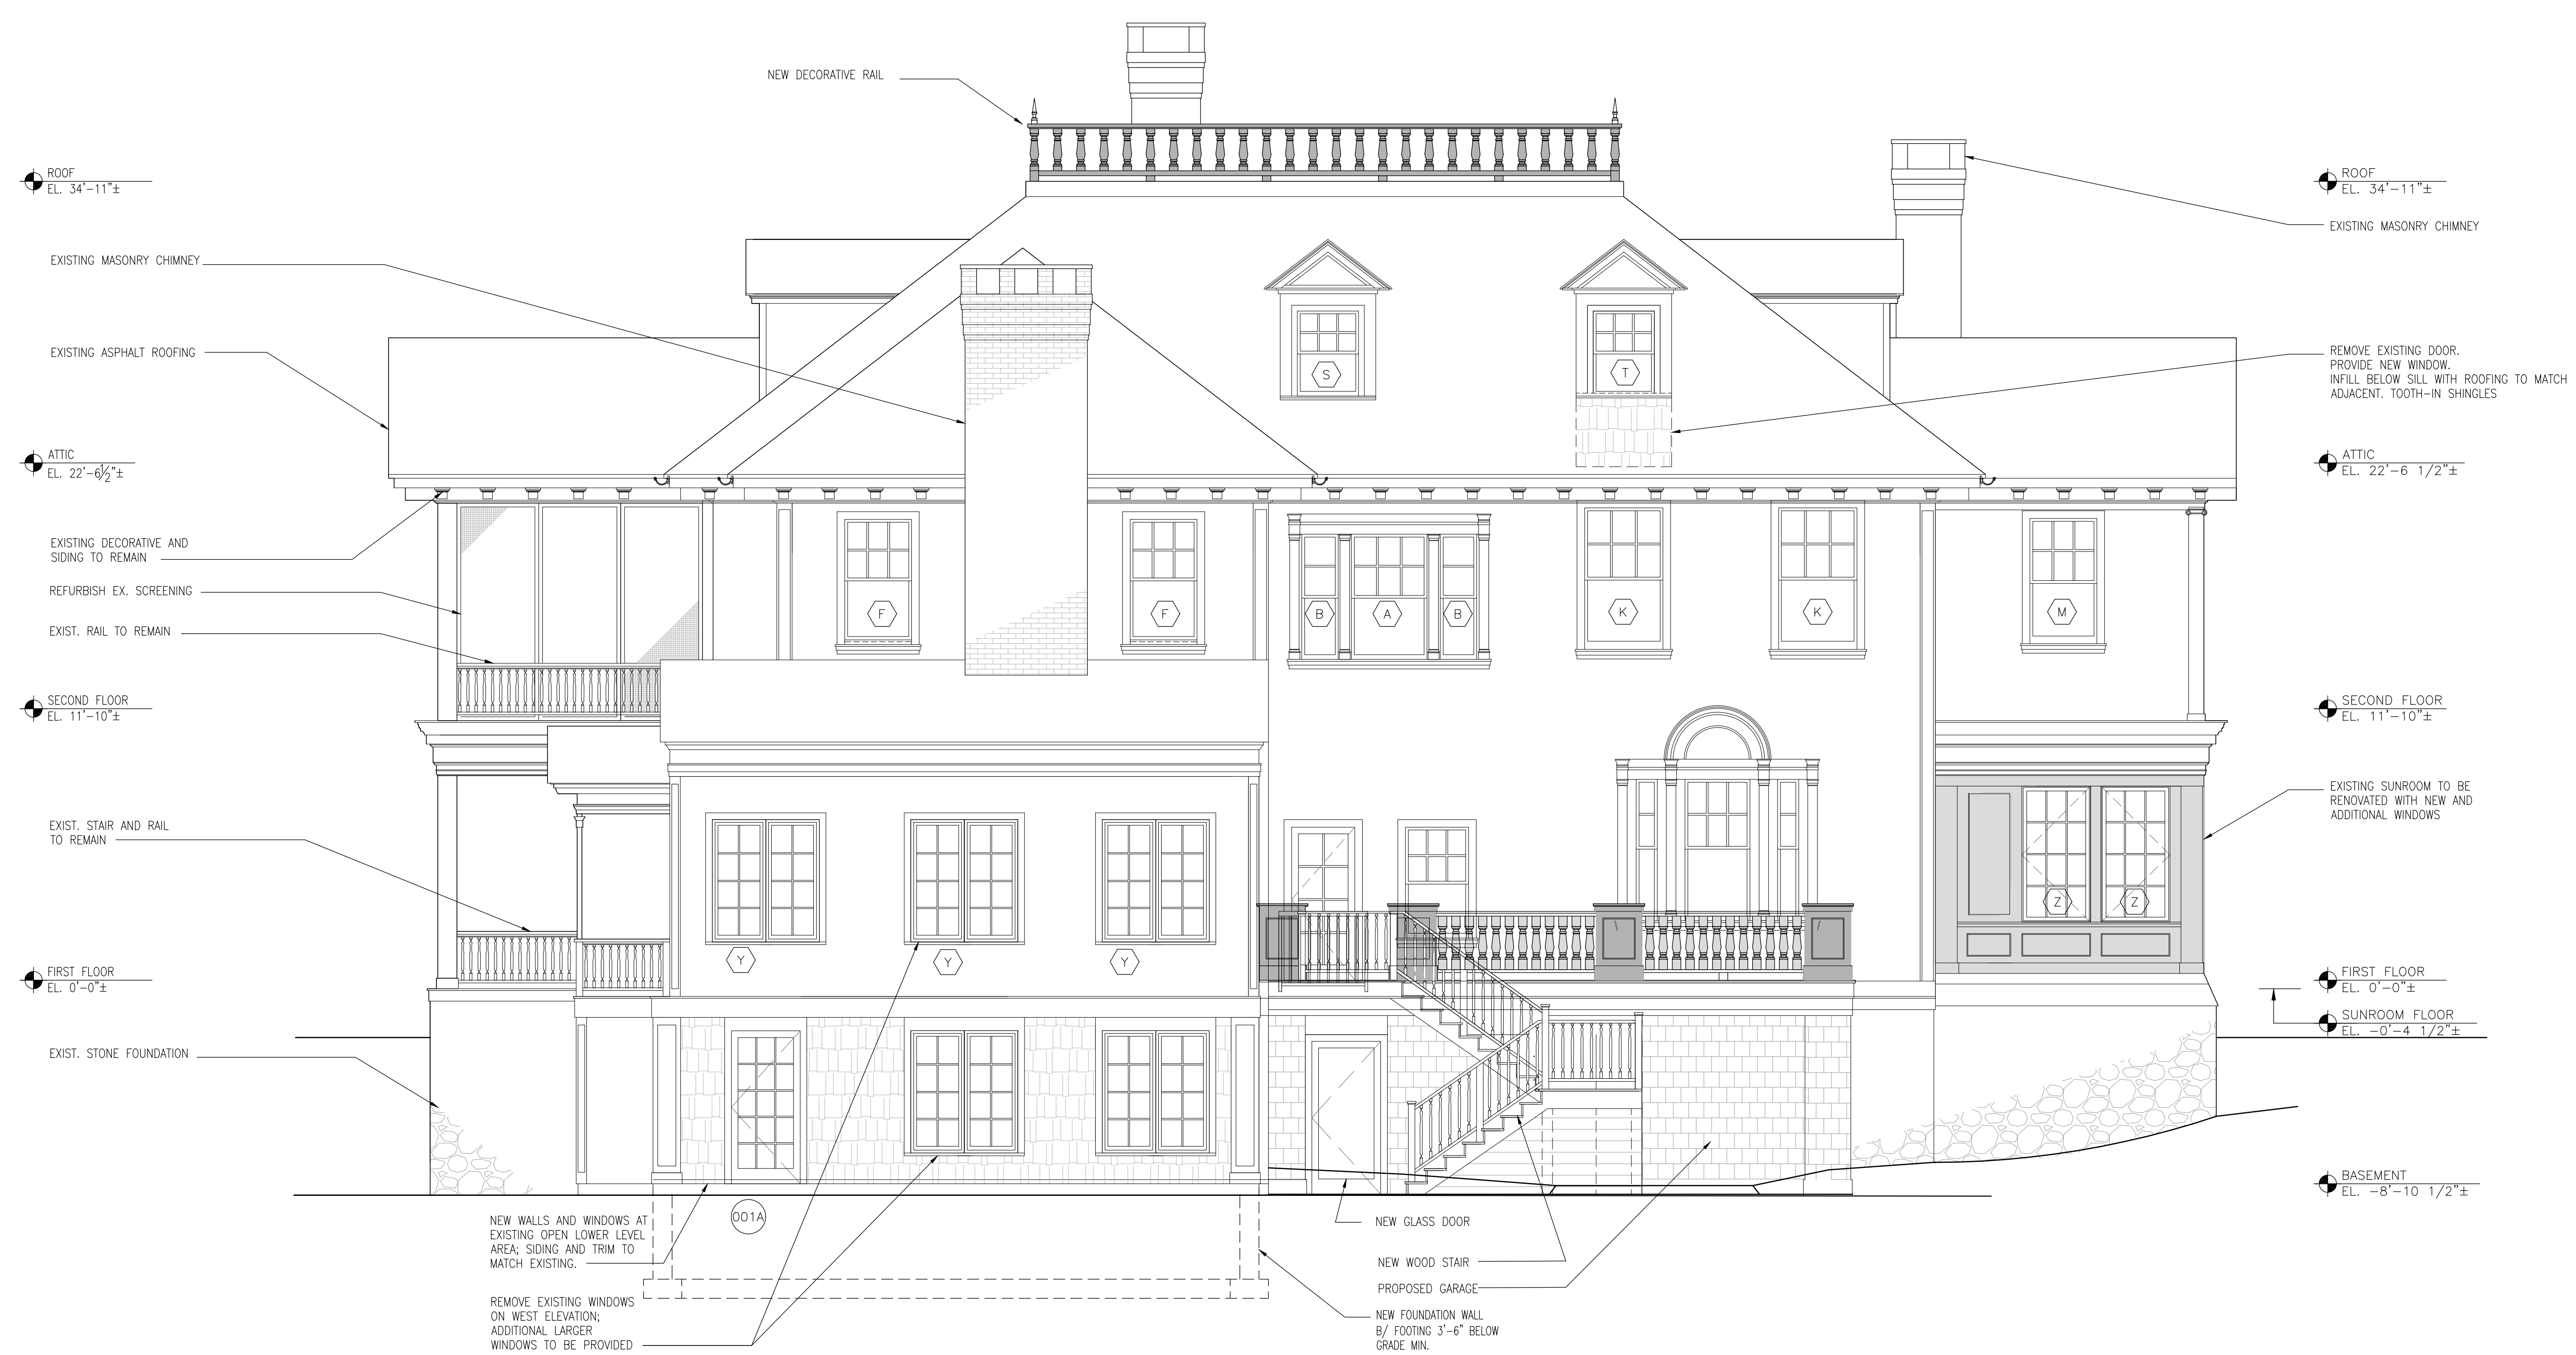 NEW DECORATIVE RAIL
ROOF
EL. 34'-11"±
ROOF
EL. 34'-11"±
EXISTING MASONRY CHIMNEY
EXISTING MASONRY CHIMNEY
EXISTING ASPHALT ROOFING
REMOVE EXISTING DOOR.
PROVIDE NEW WINDOW.
INFILL BELOW SILL WITH ROOFING TO MATCH
ADJACENT. TOOTH-IN SHINGLES
S
T
ATTIC
EL. 22'-6½"±
ATTIC
EL. 22'-6 1/2"±
EXISTING DECORATIVE AND
SIDING TO REMAIN
REFURBISH EX. SCREENING
EXIST. RAIL TO REMAIN
F
F
B
A
B
K
K
M
SECOND FLOOR
EL. 11'-10"±
SECOND FLOOR
EL. 11'-10"±
EXISTING SUNROOM TO BE
RENOVATED WITH NEW AND
ADDITIONAL WINDOWS
EXIST. STAIR AND RAIL
TO REMAIN
Z
Z
Y
Y
Y
FIRST FLOOR
EL. 0'-0"±
FIRST FLOOR
EL. 0'-0"±
SUNROOM FLOOR
EL. -0'-4 1/2"±
EXIST. STONE FOUNDATION
BASEMENT
EL. -8'-10 1/2"±
001A
NEW WALLS AND WINDOWS AT
EXISTING OPEN LOWER LEVEL
AREA; SIDING AND TRIM TO
MATCH EXISTING.
REMOVE EXISTING WINDOWS
ON WEST ELEVATION;
ADDITIONAL LARGER
WINDOWS TO BE PROVIDED
NEW GLASS DOOR
NEW WOOD STAIR
PROPOSED GARAGE
NEW FOUNDATION WALL
B/ FOOTING 3'-6" BELOW
GRADE MIN.